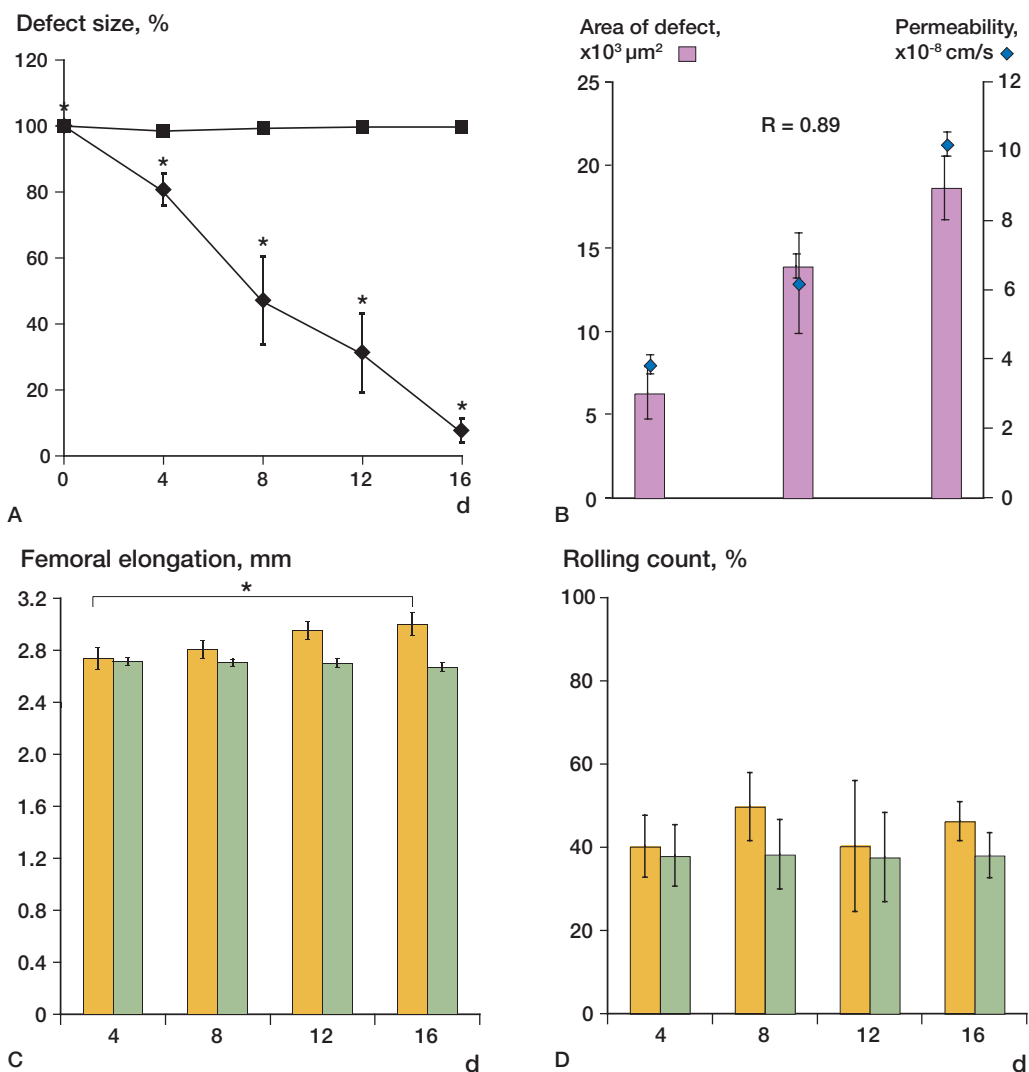 Defect size, %
120
100
80
60
40
20
0
*
*
*
*
*
0 4 8 12 16
d
A
Area of defect,
x10³ µm²
Permeability,
x10⁻⁸ cm/s
R = 0.89
25
20
15
10
5
0
12
10
8
6
4
2
0
B
Femoral elongation, mm
*
3.2
2.8
2.4
2.0
1.6
1.2
0.8
0.4
0
4 8 12 16
d
C
Rolling count, %
100
80
60
40
20
0
4 8 12 16
d
D